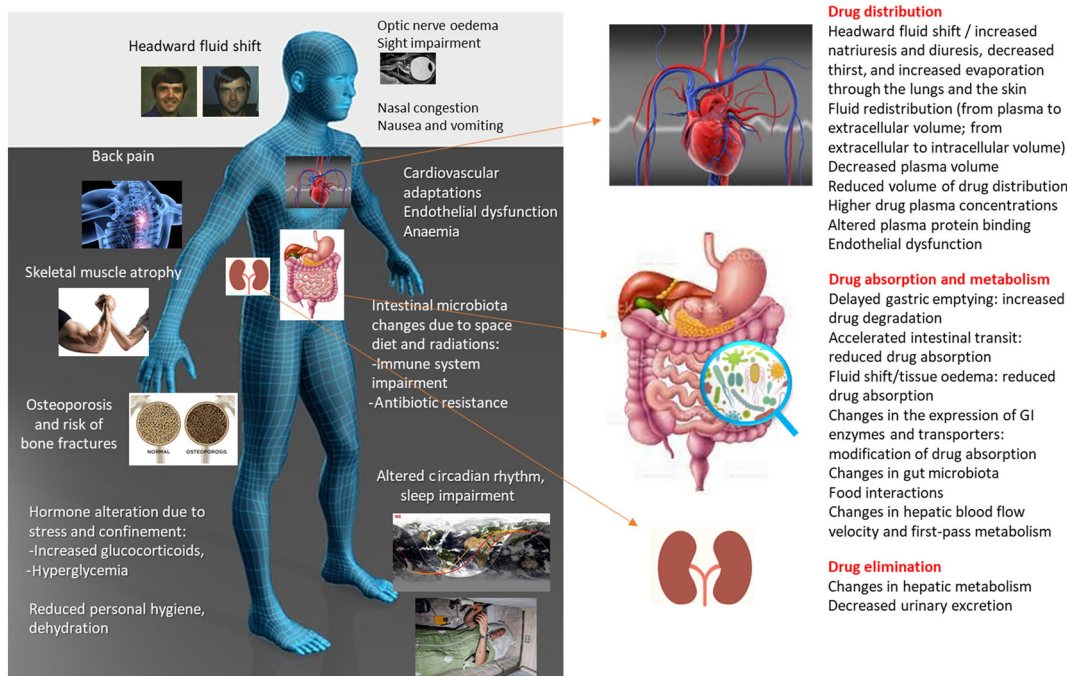 Headward fluid shift
Optic nerve oedema
Sight impairment
Nasal congestion
Nausea and vomiting
Back pain
Cardiovascular
adaptations
Endothelial dysfunction
Anaemia
Skeletal muscle atrophy
Intestinal microbiota
changes due to space
diet and radiations:
-Immune system
impairment
-Antibiotic resistance
Osteoporosis
and risk of
bone fractures
NORMAL
OSTEOPOROSIS
Altered circadian rhythm,
sleep impairment
Hormone alteration due to
stress and confinement:
-Increased glucocorticoids,
-Hyperglycemia
Reduced personal hygiene,
dehydration
Drug distribution
Headward fluid shift / increased
natriuresis and diuresis, decreased
thirst, and increased evaporation
through the lungs and the skin
Fluid redistribution (from plasma to
extracellular volume; from
extracellular to intracellular volume)
Decreased plasma volume
Reduced volume of drug distribution
Higher drug plasma concentrations
Altered plasma protein binding
Endothelial dysfunction
Drug absorption and metabolism
Delayed gastric emptying: increased
drug degradation
Accelerated intestinal transit:
reduced drug absorption
Fluid shift/tissue oedema: reduced
drug absorption
Changes in the expression of GI
enzymes and transporters:
modification of drug absorption
Changes in gut microbiota
Food interactions
Changes in hepatic blood flow
velocity and first-pass metabolism
Drug elimination
Changes in hepatic metabolism
Decreased urinary excretion